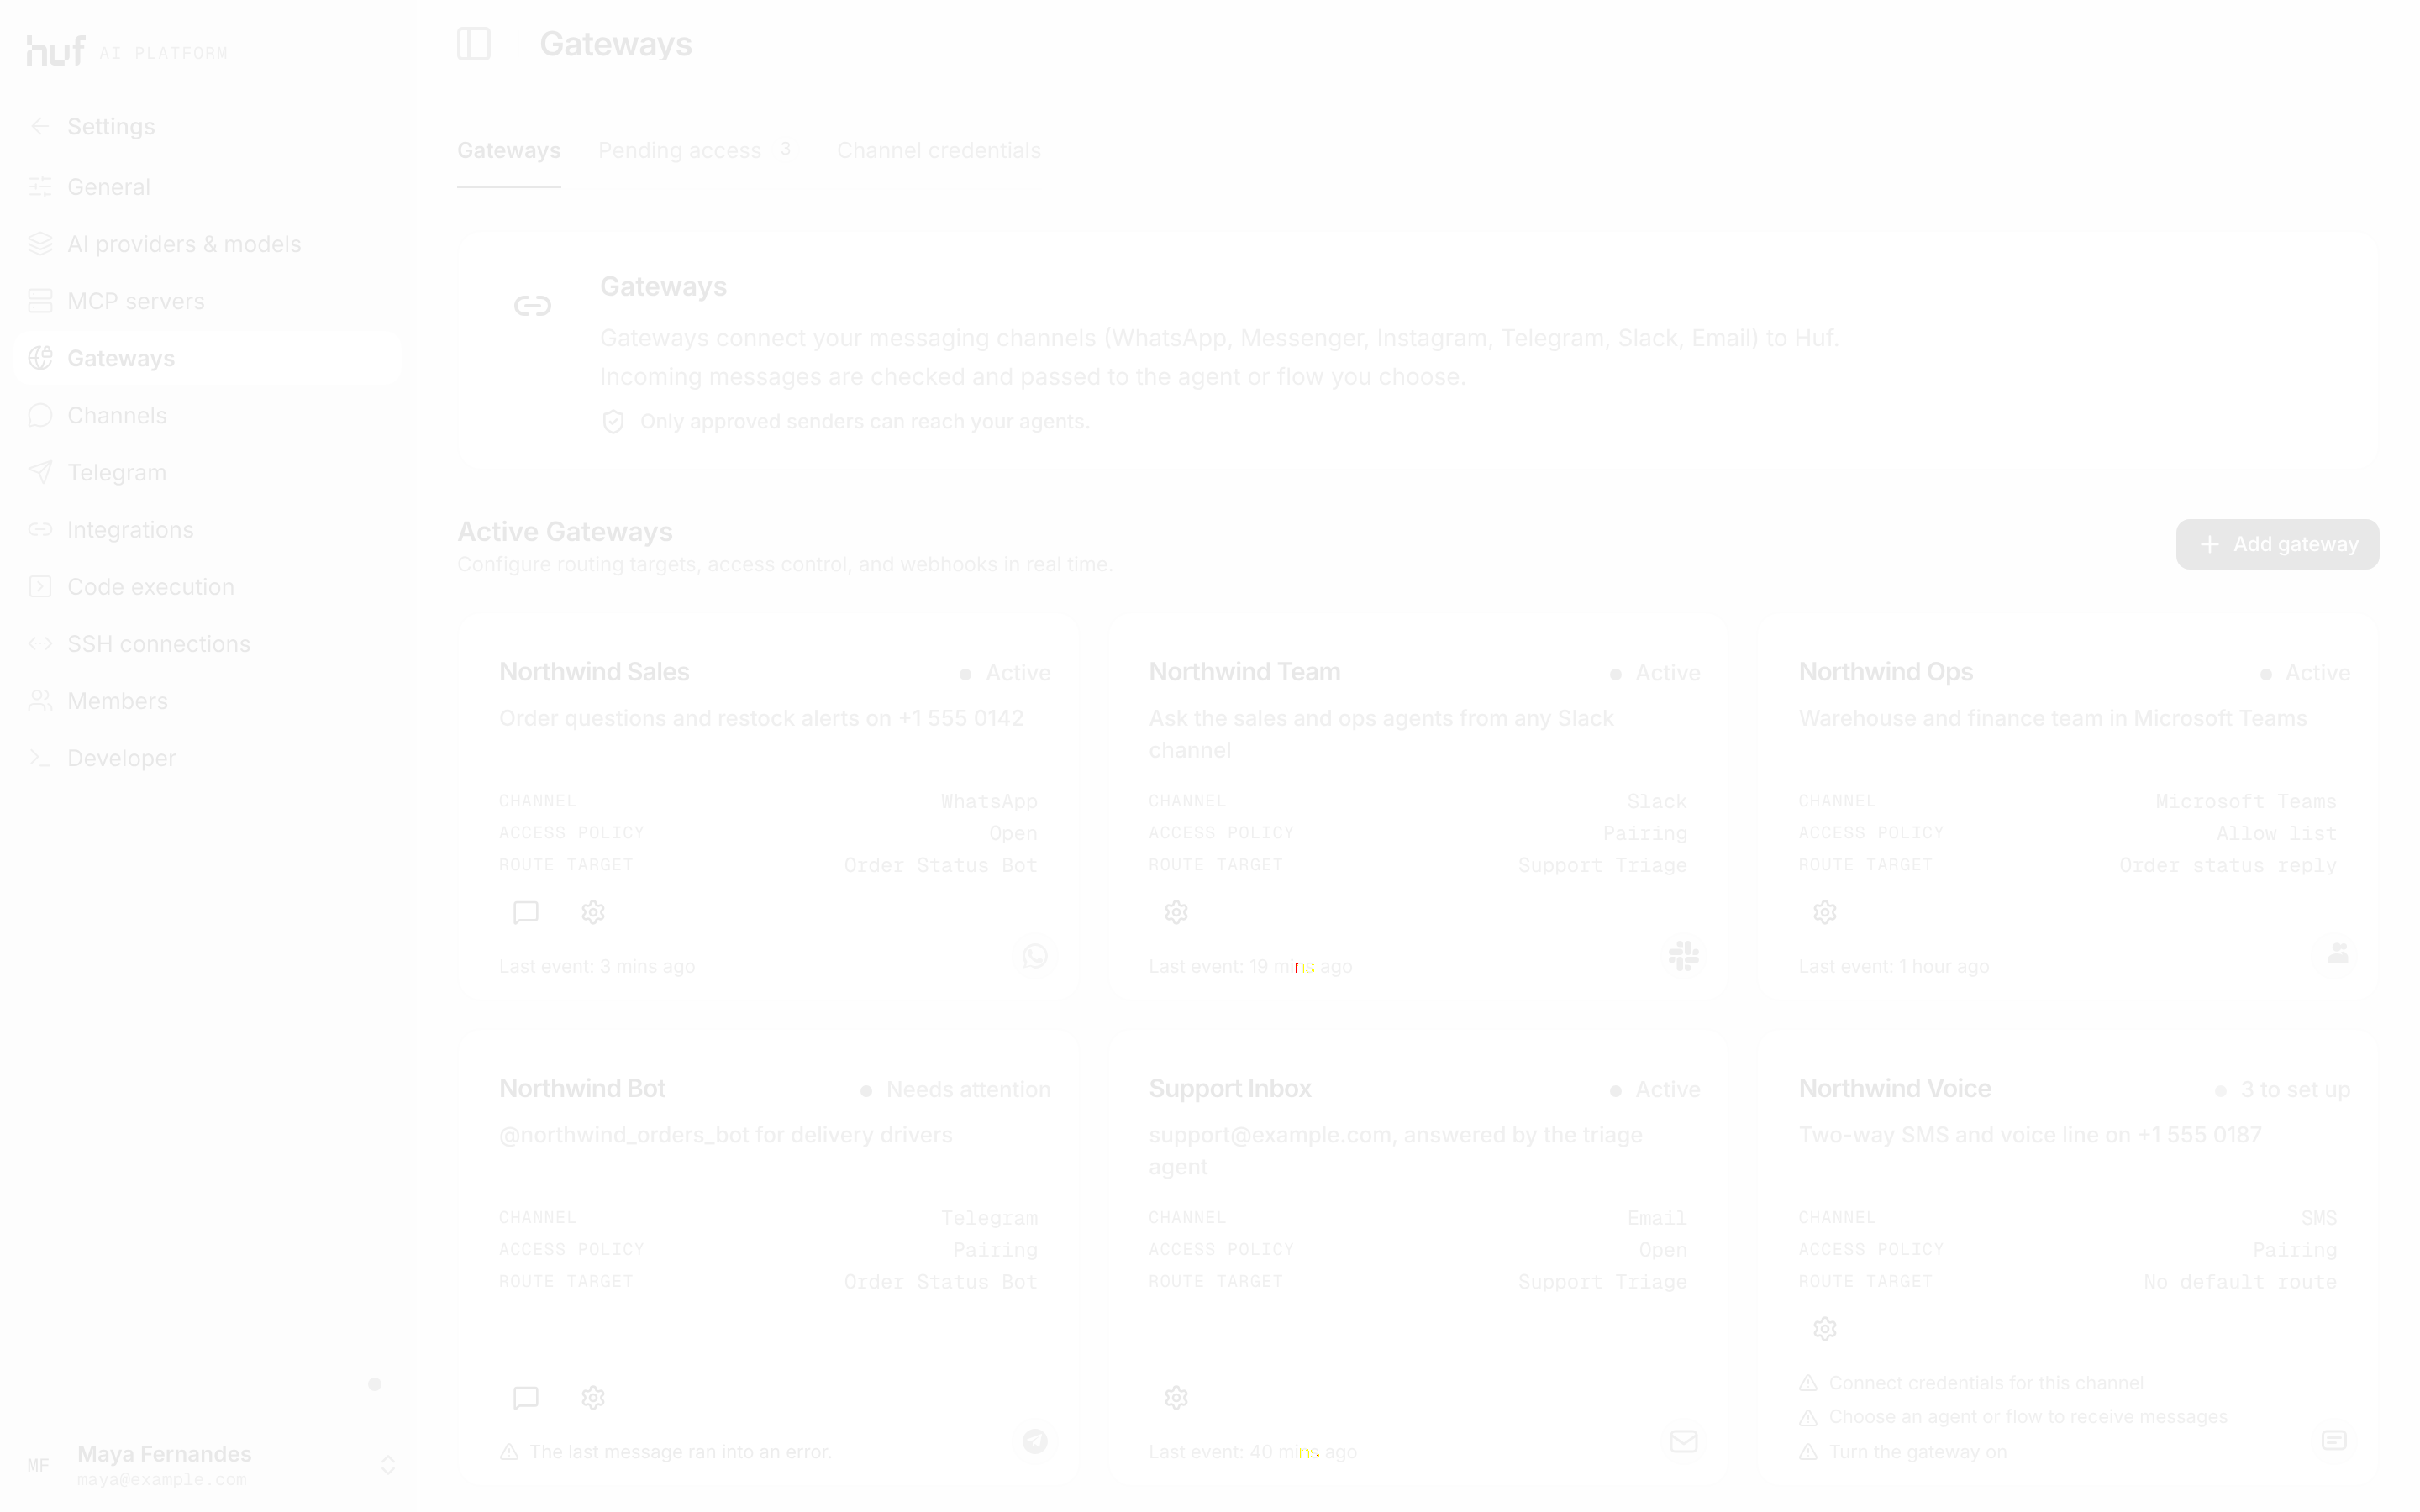 huf AI PLATFORM
Settings
General
AI providers & models
MCP servers
Gateways
Channels
Telegram
Integrations
Code execution
SSH connections
Members
Developer
MF
Maya Fernandes
maya@example.com
Gateways
Gateways Pending access 3 Channel credentials
Gateways
Gateways connect your messaging channels (WhatsApp, Messenger, Instagram, Telegram, Slack, Email) to Huf.
Incoming messages are checked and passed to the agent or flow you choose.
Only approved senders can reach your agents.
Active Gateways
Configure routing targets, access control, and webhooks in real time.
Add gateway
Northwind Sales Active
Order questions and restock alerts on +1 555 0142
CHANNEL WhatsApp
ACCESS POLICY Open
ROUTE TARGET Order Status Bot
Last event: 3 mins ago
Northwind Team Active
Ask the sales and ops agents from any Slack
channel
CHANNEL Slack
ACCESS POLICY Pairing
ROUTE TARGET Support Triage
Last event: 19 mins ago
Northwind Ops Active
Warehouse and finance team in Microsoft Teams
CHANNEL Microsoft Teams
ACCESS POLICY Allow list
ROUTE TARGET Order status reply
Last event: 1 hour ago
Northwind Bot Needs attention
@northwind_orders_bot for delivery drivers
CHANNEL Telegram
ACCESS POLICY Pairing
ROUTE TARGET Order Status Bot
The last message ran into an error.
Support Inbox Active
support@example.com, answered by the triage
agent
CHANNEL Email
ACCESS POLICY Open
ROUTE TARGET Support Triage
Last event: 40 mins ago
Northwind Voice 3 to set up
Two-way SMS and voice line on +1 555 0187
CHANNEL SMS
ACCESS POLICY Pairing
ROUTE TARGET No default route
Connect credentials for this channel
Choose an agent or flow to receive messages
Turn the gateway on